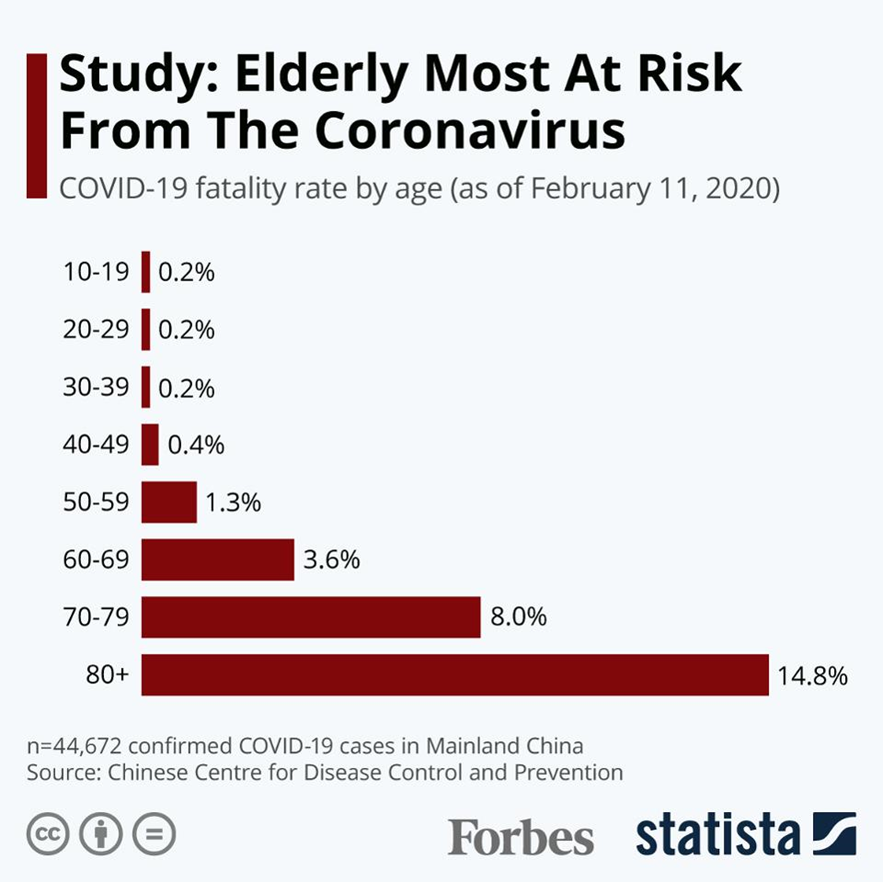 Study: Elderly Most At Risk
From The Coronavirus
COVID-19 fatality rate by age (as of February 11, 2020)
10-19 0.2%
20-29 0.2%
30-39 0.2%
40-49 0.4%
50-59 1.3%
60-69 3.6%
70-79 8.0%
80+ 14.8%
n=44,672 confirmed COVID-19 cases in Mainland China
Source: Chinese Centre for Disease Control and Prevention
cc Forbes statista